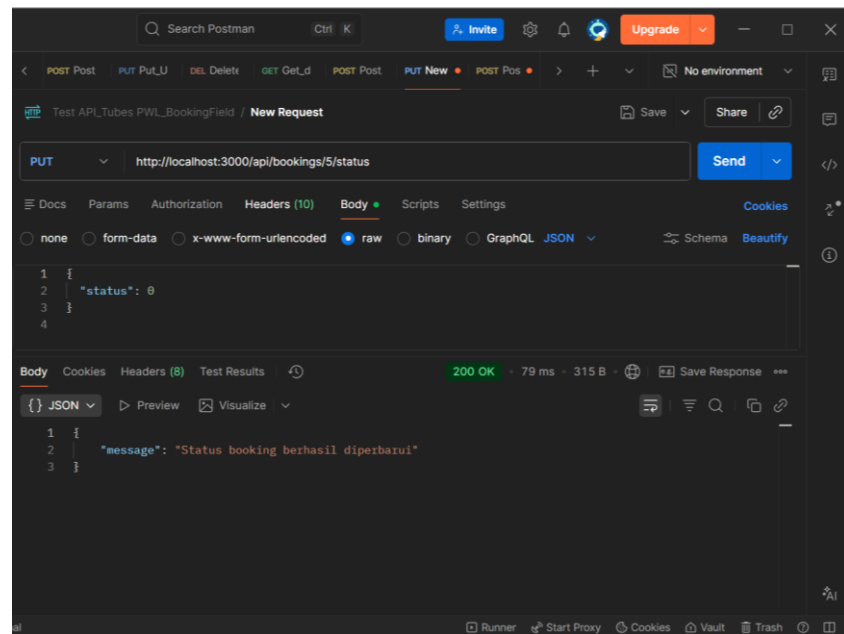 Search Postman Ctrl K Invite Upgrade
POST Post PUT Put_U DEL Delete GET Get_d POST Post PUT New POST Pos No environment
HTTP Test API_Tubes PWL_BookingField / New Request Save Share
PUT http://localhost:3000/api/bookings/5/status Send
Docs Params Authorization Headers (10) Body Scripts Settings Cookies
none form-data x-www-form-urlencoded raw binary GraphQL JSON Schema Beautify
1 {
2 "status": 0
3 }
4
Body Cookies Headers (8) Test Results 200 OK 79 ms 315 B Save Response
{} JSON Preview Visualize
1 {
2 "message": "Status booking berhasil diperbarui"
3 }
AI
al Runner Start Proxy Cookies Vault Trash